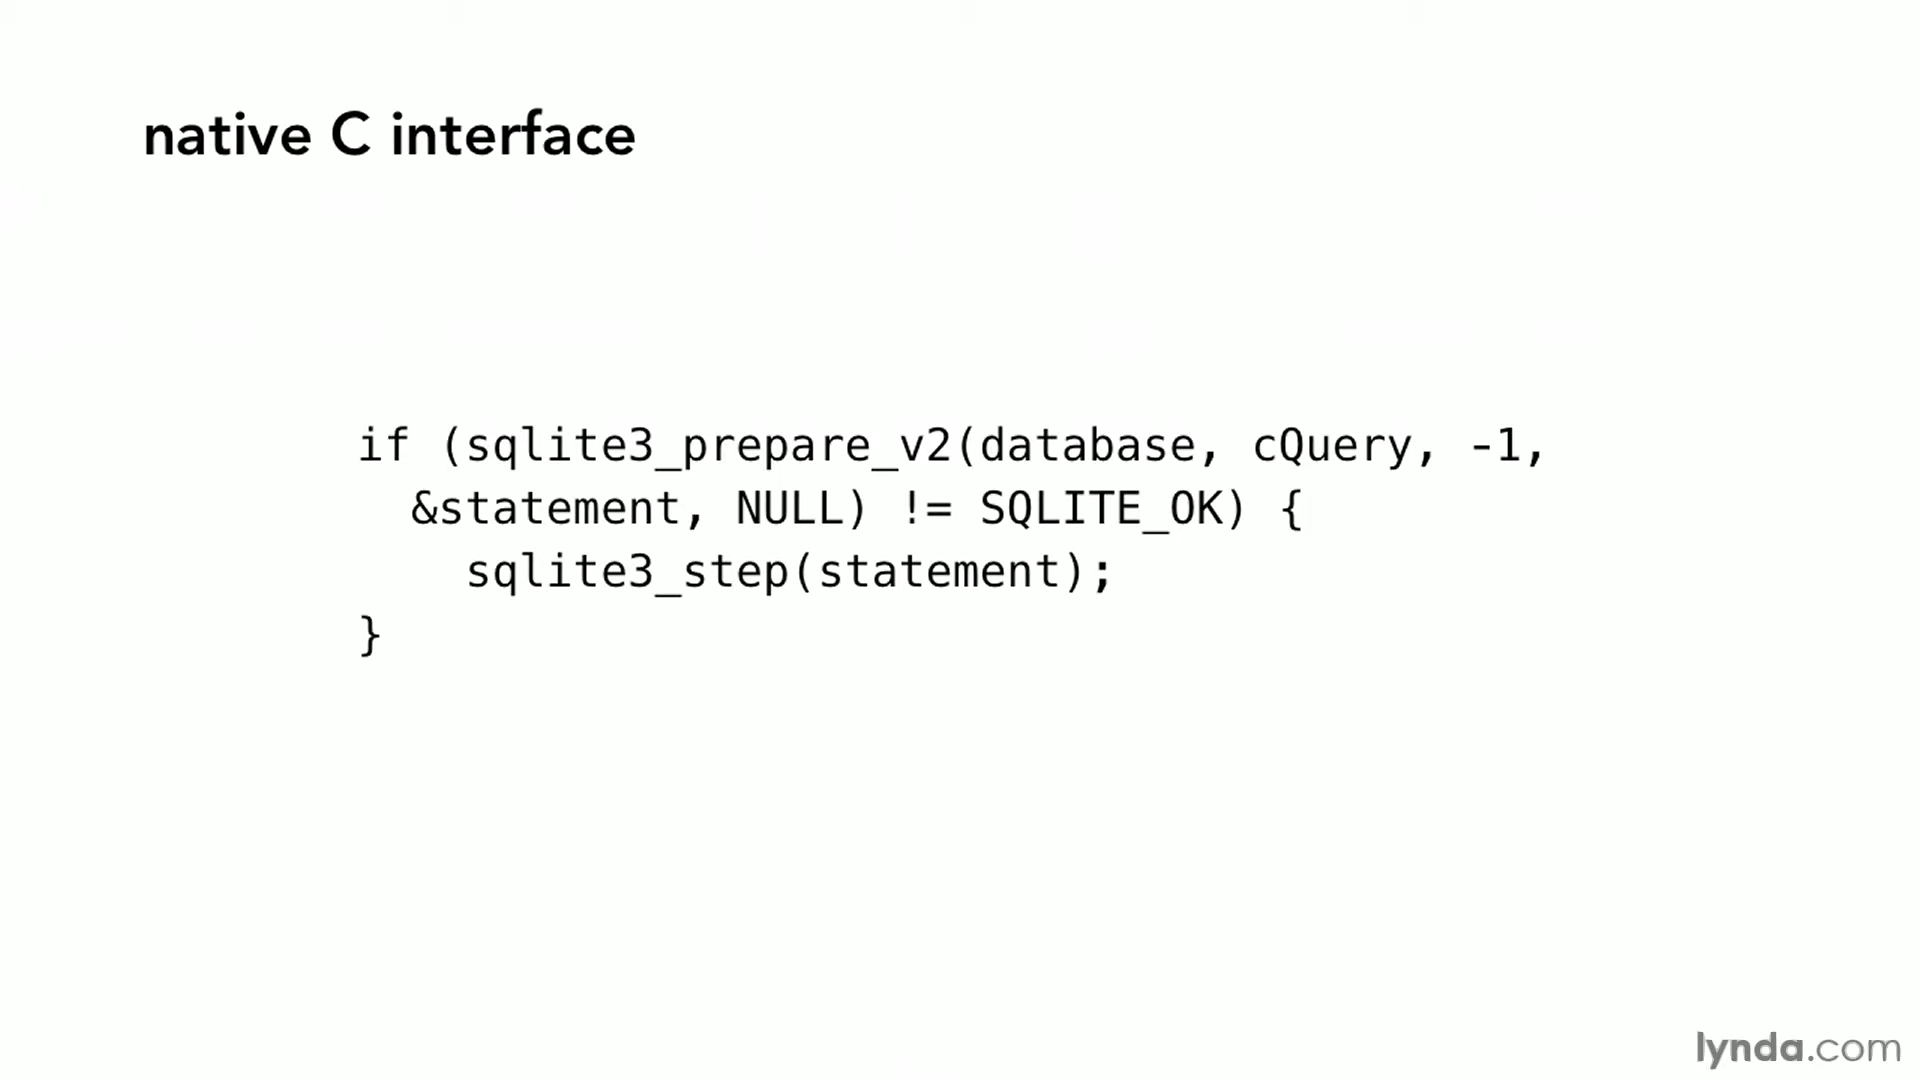 native C interface
if (sqlite3_prepare_v2(database, cQuery, -1,
&statement, NULL) != SQLITE_OK) {
sqlite3_step(statement);
}
lynda.com